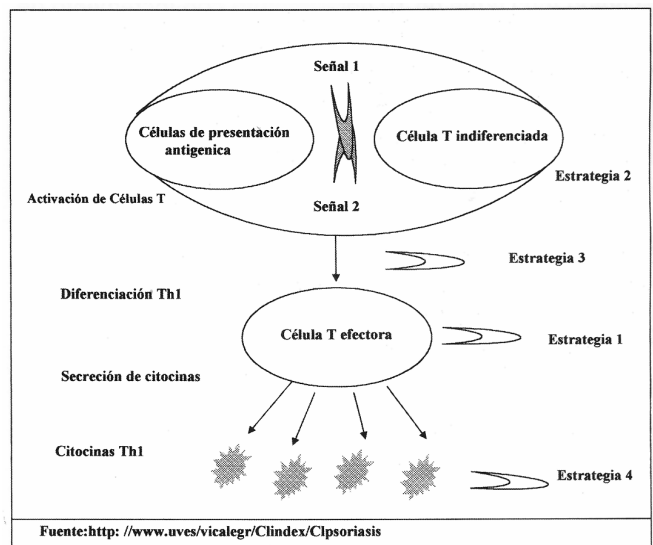 Señal 1
Células de presentación
antigenica
Célula T indiferenciada
Estrategia 2
Activación de Células T
Señal 2
Estrategia 3
Diferenciación Th1
Célula T efectora
Estrategia 1
Secreción de citocinas
Citocinas Th1
Estrategia 4
Fuente:http: //www.uves/vicalegr/Clindex/Clpsoriasis